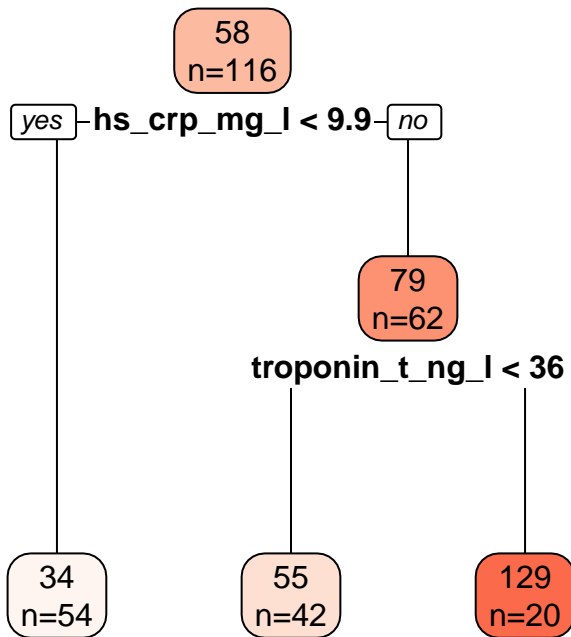 58
n=116
yes hs_crp_mg_l < 9.9 no
79
n=62
troponin_t_ng_l < 36
34
n=54
55
n=42
129
n=20